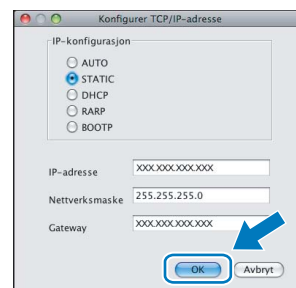 Konfigurer TCP/IP-adresse
IP-konfigurasjon
AUTO
STATIC
DHCP
RARP
BOOTP
IP-adresse XXX.XXX.XXX.XXX
Nettverksmaske 255.255.255.0
Gateway XXX.XXX.XXX.XXX
OK Avbryt